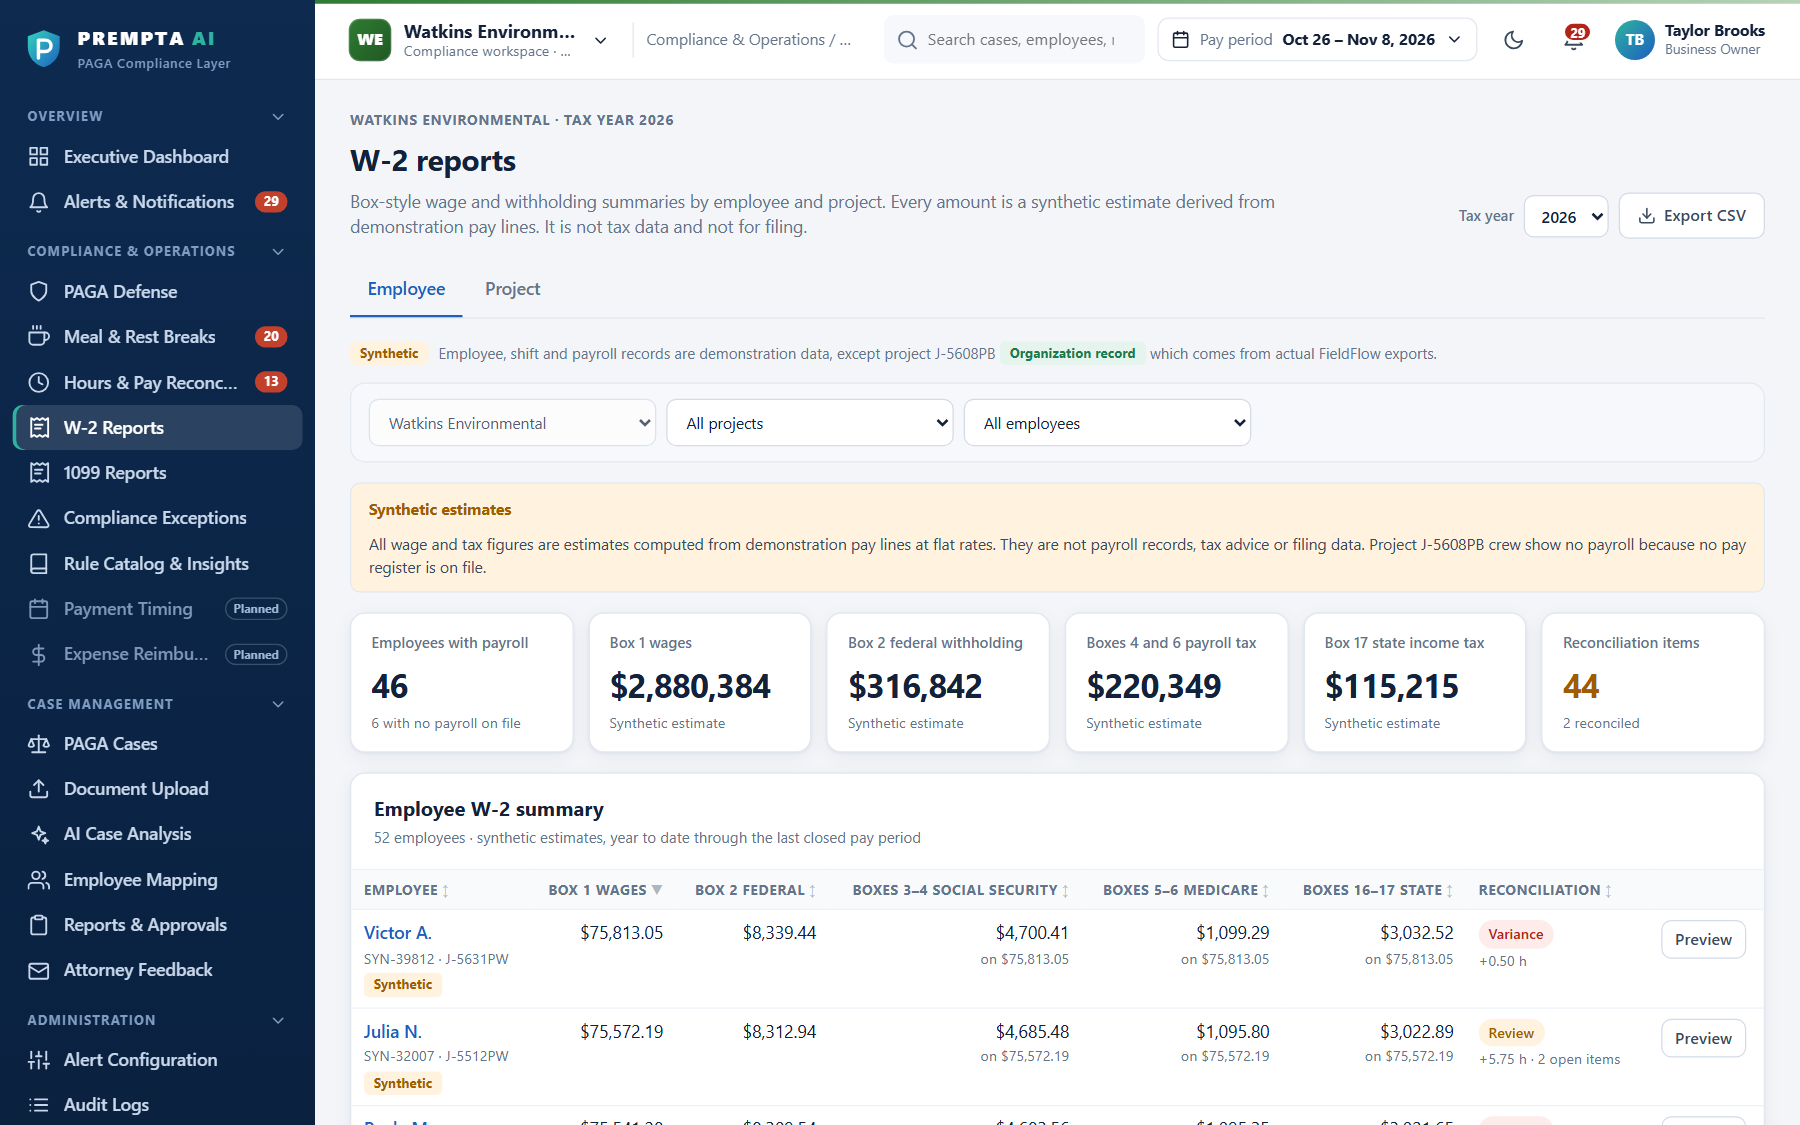 PREMPTA AI
PAGA Compliance Layer
OVERVIEW
Executive Dashboard
Alerts & Notifications 29
COMPLIANCE & OPERATIONS
PAGA Defense
Meal & Rest Breaks 20
Hours & Pay Reconc... 13
W-2 Reports
1099 Reports
Compliance Exceptions
Rule Catalog & Insights
Payment Timing Planned
Expense Reimbu... Planned
CASE MANAGEMENT
PAGA Cases
Document Upload
AI Case Analysis
Employee Mapping
Reports & Approvals
Attorney Feedback
ADMINISTRATION
Alert Configuration
Audit Logs
WE
Watkins Environm...
Compliance workspace · ...
Compliance & Operations / ...
Search cases, employees,
Pay period Oct 26 – Nov 8, 2026
29
TB
Taylor Brooks
Business Owner
WATKINS ENVIRONMENTAL · TAX YEAR 2026
W-2 reports
Box-style wage and withholding summaries by employee and project. Every amount is a synthetic estimate derived from
demonstration pay lines. It is not tax data and not for filing.
Tax year 2026 Export CSV
Employee Project
Synthetic Employee, shift and payroll records are demonstration data, except project J-5608PB Organization record which comes from actual FieldFlow exports.
Watkins Environmental All projects All employees
Synthetic estimates
All wage and tax figures are estimates computed from demonstration pay lines at flat rates. They are not payroll records, tax advice or filing data. Project J-5608PB crew show no payroll because no pay
register is on file.
Employees with payroll
46
6 with no payroll on file
Box 1 wages
$2,880,384
Synthetic estimate
Box 2 federal withholding
$316,842
Synthetic estimate
Boxes 4 and 6 payroll tax
$220,349
Synthetic estimate
Box 17 state income tax
$115,215
Synthetic estimate
Reconciliation items
44
2 reconciled
Employee W-2 summary
52 employees · synthetic estimates, year to date through the last closed pay period
EMPLOYEE BOX 1 WAGES BOX 2 FEDERAL BOXES 3–4 SOCIAL SECURITY BOXES 5–6 MEDICARE BOXES 16–17 STATE RECONCILIATION
Victor A. $75,813.05 $8,339.44 $4,700.41 $1,099.29 $3,032.52 Variance Preview
SYN-39812 · J-5631PW on $75,813.05 on $75,813.05 on $75,813.05 +0.50 h
Synthetic
Julia N. $75,572.19 $8,312.94 $4,685.48 $1,095.80 $3,022.89 Review Preview
SYN-32007 · J-5512PW on $75,572.19 on $75,572.19 on $75,572.19 +5.75 h · 2 open items
Synthetic